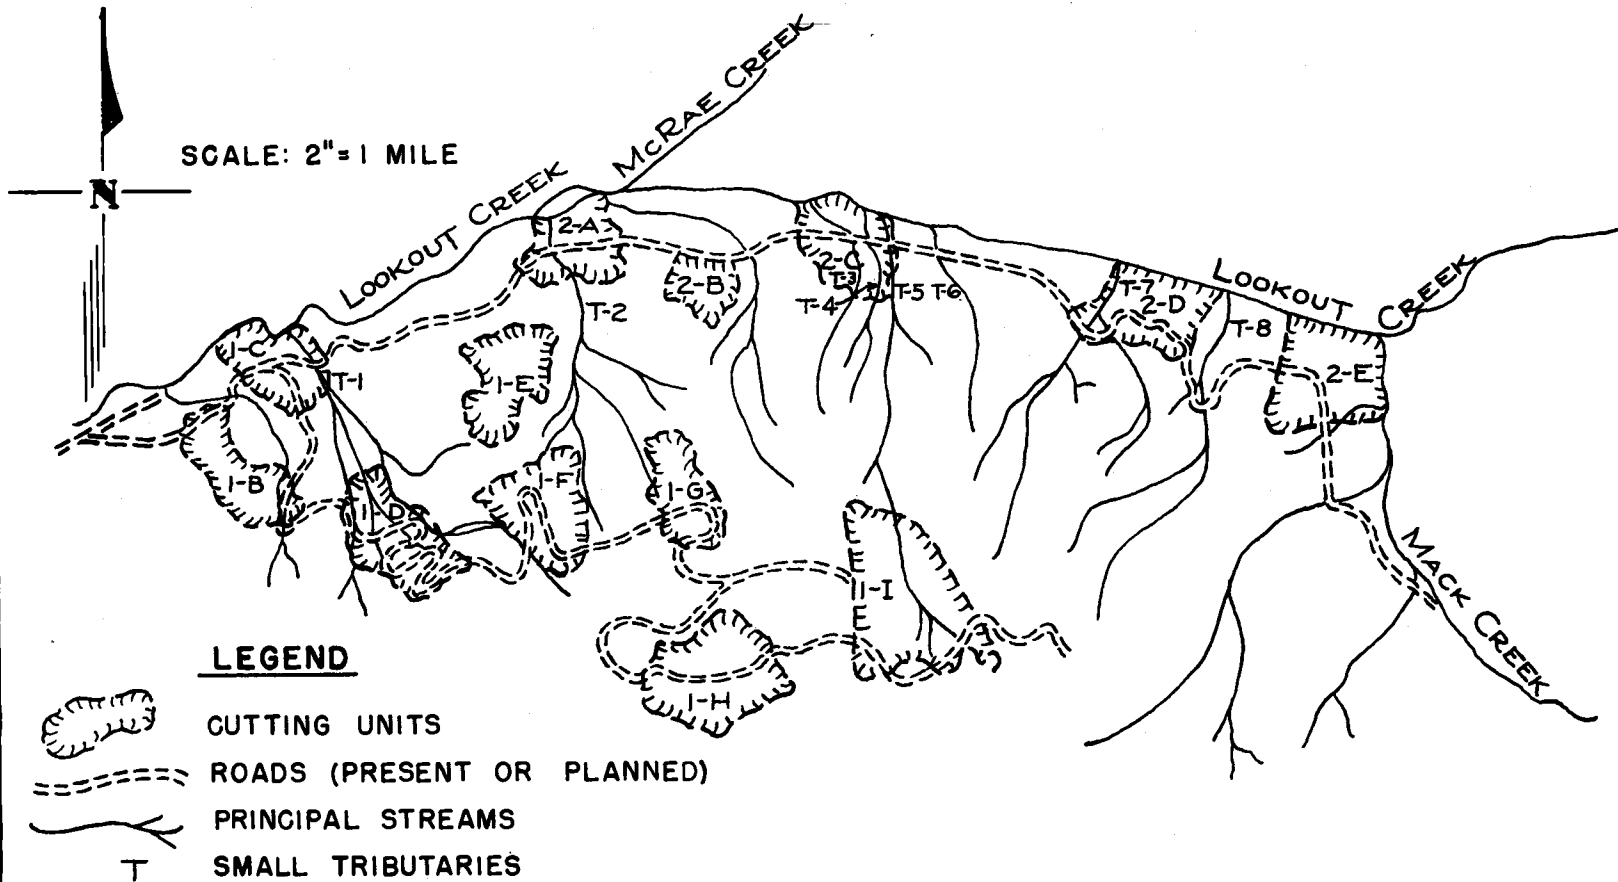 McRAE CREEK
SCALE: 2"=1 MILE
N
LOOKOUT CREEK
2-A
2-B
2-C
T-3
T-4
T-5
T-6
T-7
2-D
LOOKOUT CREEK
T-8
2-E
T-2
1-C
T-1
1-E
1-B
1-D
1-F
1-G
1-I
1-H
MACK CREEK
LEGEND
CUTTING UNITS
ROADS (PRESENT OR PLANNED)
PRINCIPAL STREAMS
T SMALL TRIBUTARIES